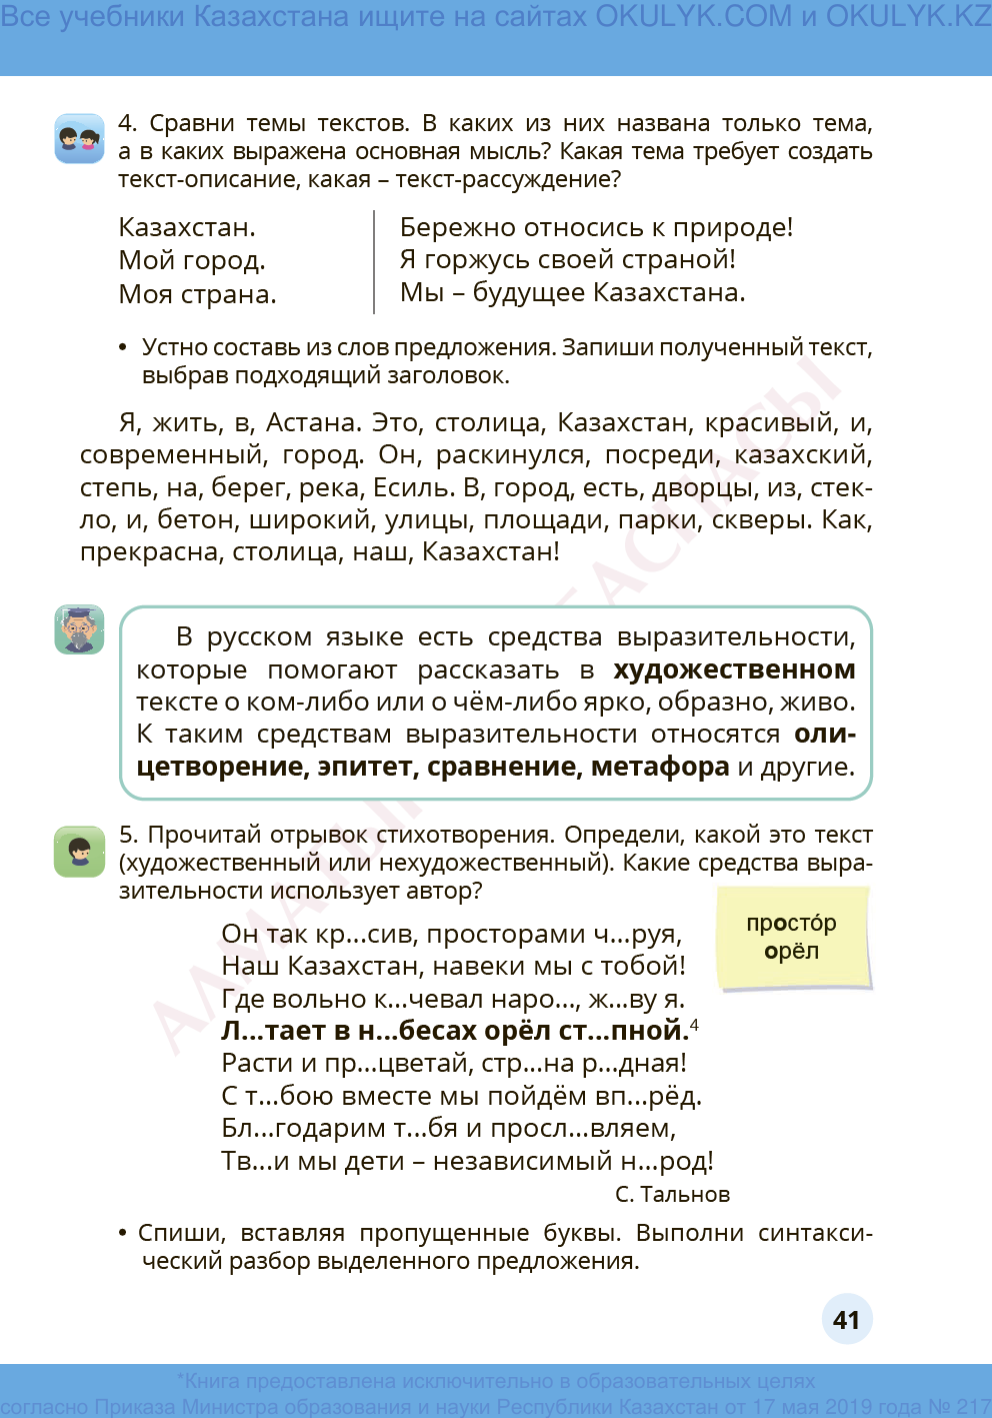 Все учебники Казахстана ищите на сайтах OKULYK.COM и OKULYK.KZ
4. Сравни темы текстов. В каких из них названа только тема,
а в каких выражена основная мысль? Какая тема требует создать
текст-описание, какая – текст-рассуждение?
Казахстан.
Мой город.
Моя страна.
Бережно относись к природе!
Я горжусь своей страной!
Мы – будущее Казахстана.
• Устно составь из слов предложения. Запиши полученный текст,
выбрав подходящий заголовок.
Я, жить, в, Астана. Это, столица, Казахстан, красивый, и,
современный, город. Он, раскинулся, посреди, казахский,
степь, на, берег, река, Есиль. В, город, есть, дворцы, из, стек-
ло, и, бетон, широкий, улицы, площади, парки, скверы. Как,
прекрасна, столица, наш, Казахстан!
В русском языке есть средства выразительности,
которые помогают рассказать в художественном
тексте о ком-либо или о чём-либо ярко, образно, живо.
К таким средствам выразительности относятся оли-
цетворение, эпитет, сравнение, метафора и другие.
5. Прочитай отрывок стихотворения. Определи, какой это текст
(художественный или нехудожественный). Какие средства выра-
зительности использует автор?
простóр
орёл
Он так кр...сив, просторами ч...руя,
Наш Казахстан, навеки мы с тобой!
Где вольно к...чевал наро..., ж...ву я.
Л...тает в н...бесах орёл ст...пной.4
Расти и пр...цветай, стр...на р...дная!
С т...бою вместе мы пойдём вп...рёд.
Бл...годарим т...бя и просл...вляем,
Тв...и мы дети – независимый н...род!
С. Тальнов
• Спиши, вставляя пропущенные буквы. Выполни синтакси-
ческий разбор выделенного предложения.
41
*Книга предоставлена исключительно в образовательных целях
согласно Приказа Министра образования и науки Республики Казахстан от 17 мая 2019 года № 217